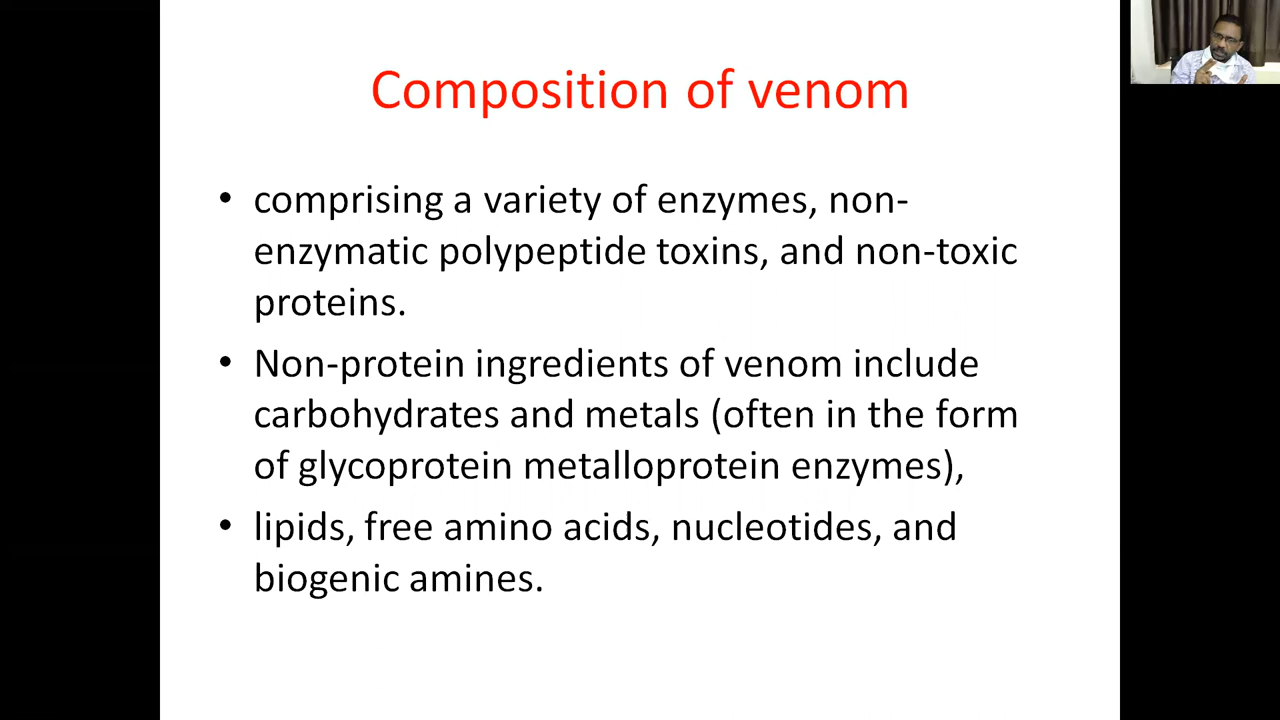 Composition of venom
• comprising a variety of enzymes, non-
enzymatic polypeptide toxins, and non-toxic
proteins.
• Non-protein ingredients of venom include
carbohydrates and metals (often in the form
of glycoprotein metalloprotein enzymes),
• lipids, free amino acids, nucleotides, and
biogenic amines.